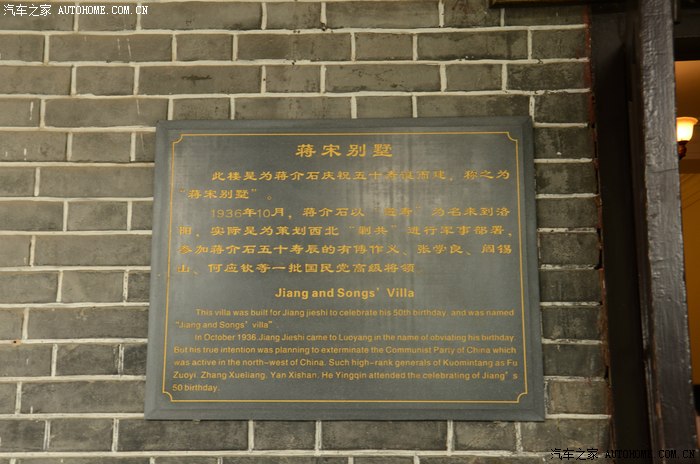 汽车之家 AUTOHOME.COM.CN
汽车之家
蒋宋别墅
此楼是为蒋介石庆祝五十寿诞而建，称之为
“蒋宋别墅”。
1936年10月，蒋介石以“避寿”为名来到洛
阳，实际是为策划西北“剿共”进行军事部署，
参加蒋介石五十寿辰的有傅作义、张学良、阎锡
山、何应钦等一批国民党高级将领。
Jiang and Songs' Villa
This villa was built for Jiang jieshi to celebrate his 50th birthday, and was named
"Jiang and Songs' villa".
In October 1936, Jiang Jieshi came to Luoyang in the name of obviating his birthday.
But his true intention was planning to exterminate the Communist Party of China which
was active in the north-west of China. Such high-rank generals of Kuomintang as Fu
Zuoyi, Zhang Xueliang, Yan Xishan, He Yingqin attended the celebrating of Jiang's
50 birthday.
汽车之家 AUTOHOME.COM.CN